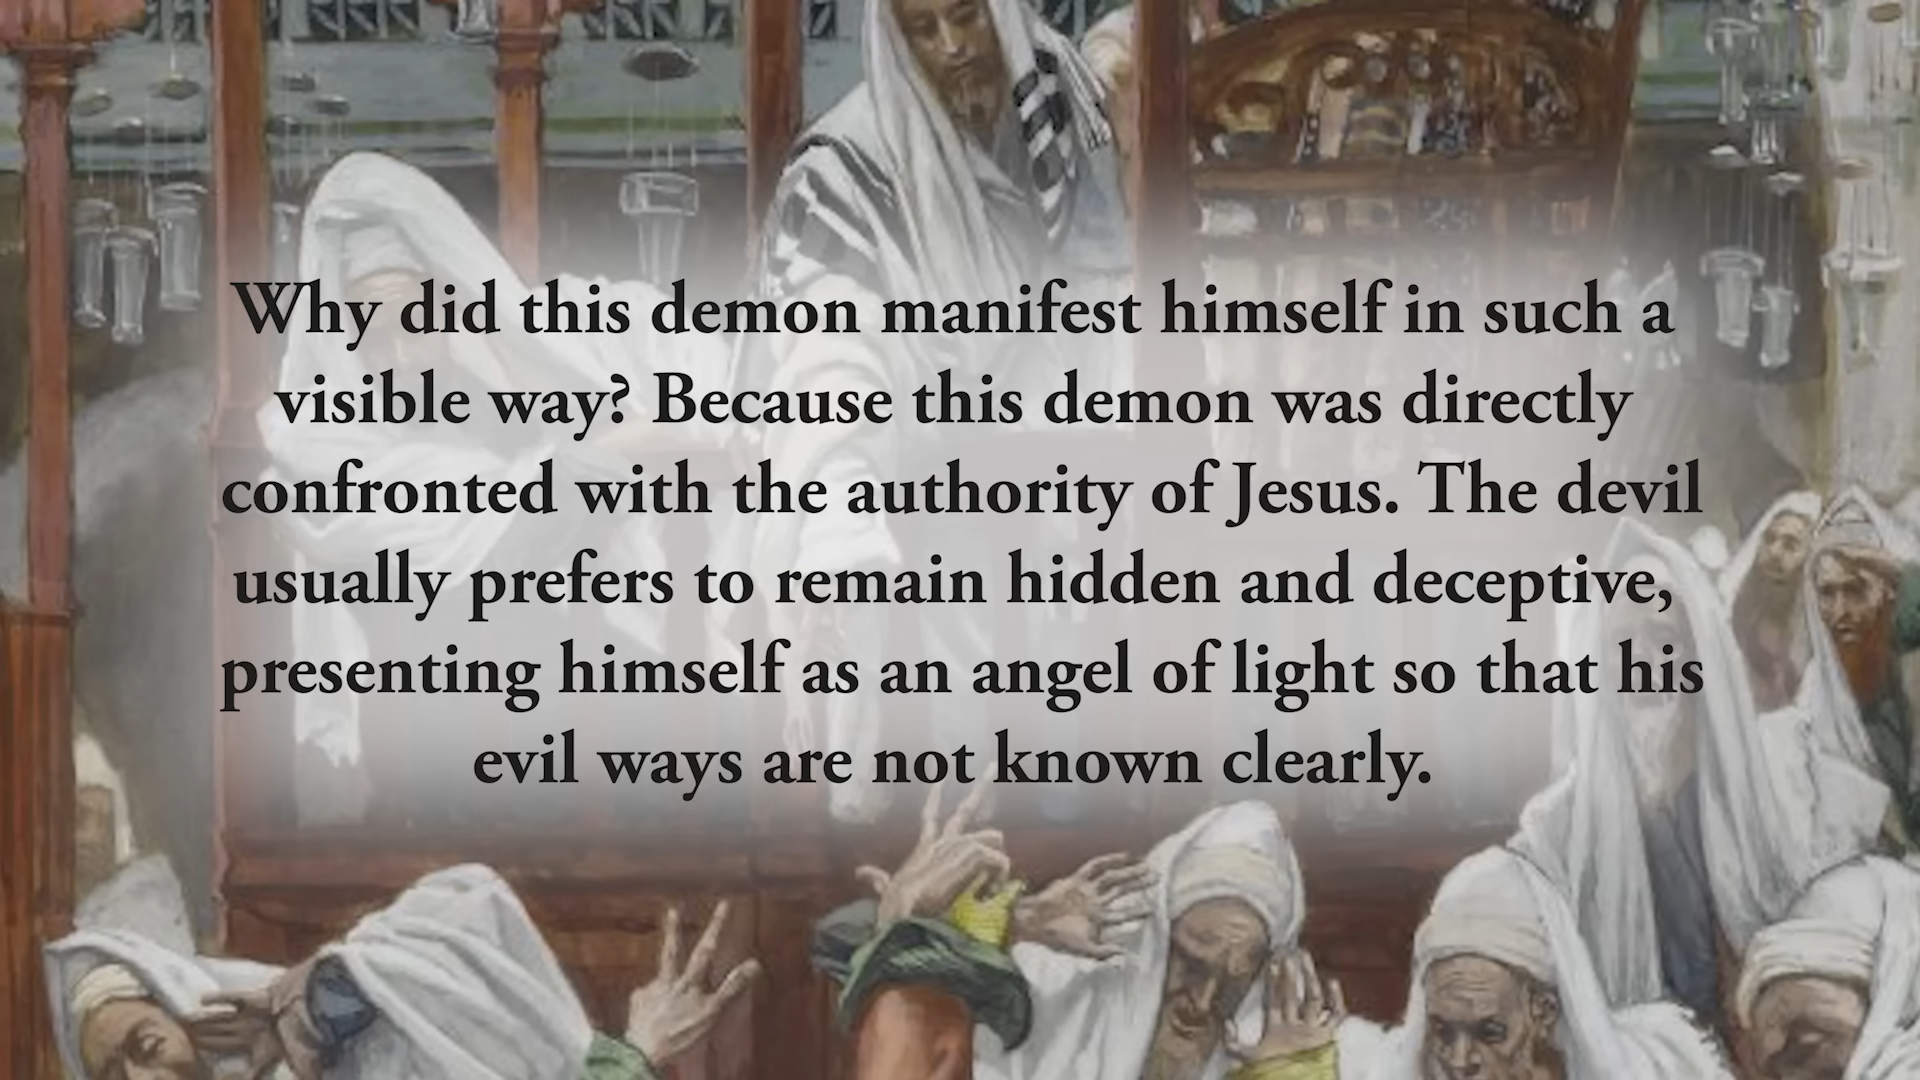 Why did this demon manifest himself in such a
visible way? Because this demon was directly
confronted with the authority of Jesus. The devil
usually prefers to remain hidden and deceptive,
presenting himself as an angel of light so that his
evil ways are not known clearly.